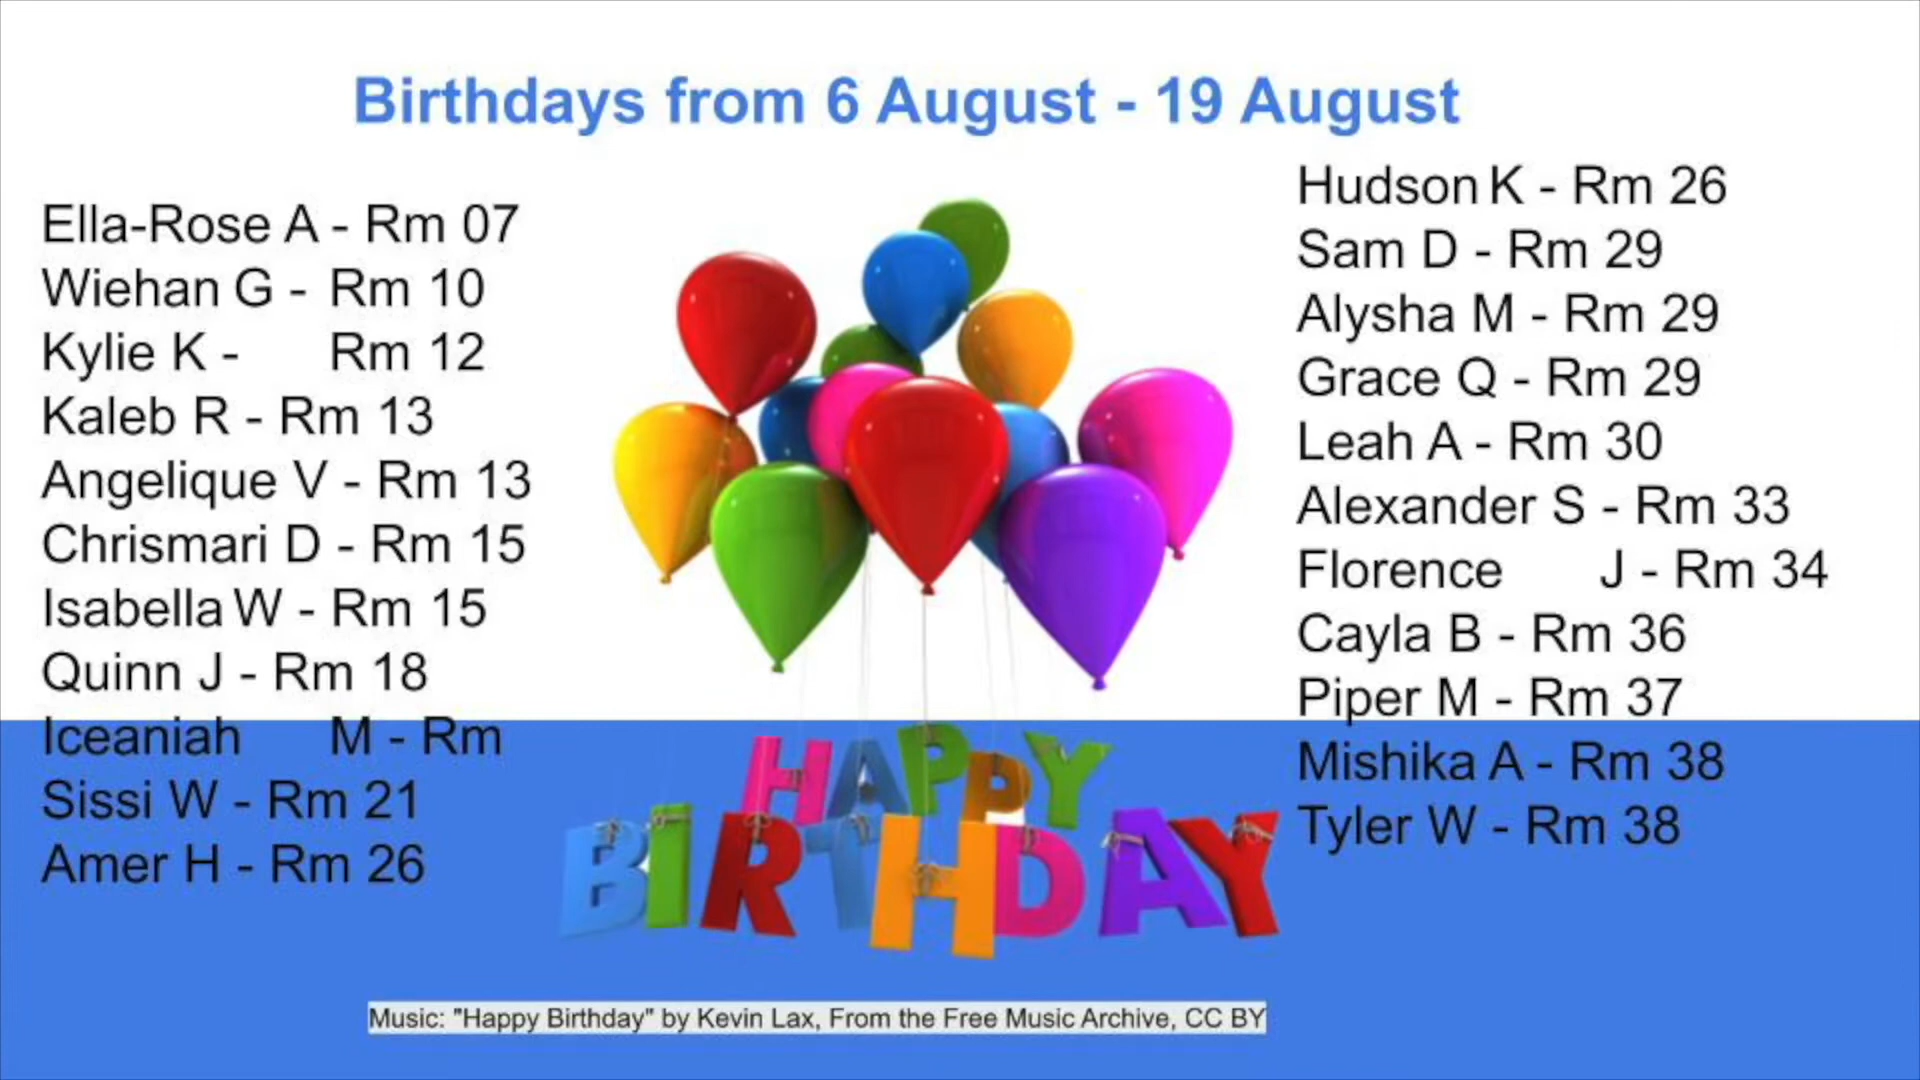 Birthdays from 6 August - 19 August
Ella-Rose A - Rm 07
Wiehan G - Rm 10
Kylie K - Rm 12
Kaleb R - Rm 13
Angelique V - Rm 13
Chrismari D - Rm 15
Isabella W - Rm 15
Quinn J - Rm 18
Iceaniah M - Rm
Sissi W - Rm 21
Amer H - Rm 26
Hudson K - Rm 26
Sam D - Rm 29
Alysha M - Rm 29
Grace Q - Rm 29
Leah A - Rm 30
Alexander S - Rm 33
Florence J - Rm 34
Cayla B - Rm 36
Piper M - Rm 37
Mishika A - Rm 38
Tyler W - Rm 38
HAPPY
BIRTHDAY
Music: "Happy Birthday" by Kevin Lax, From the Free Music Archive, CC BY